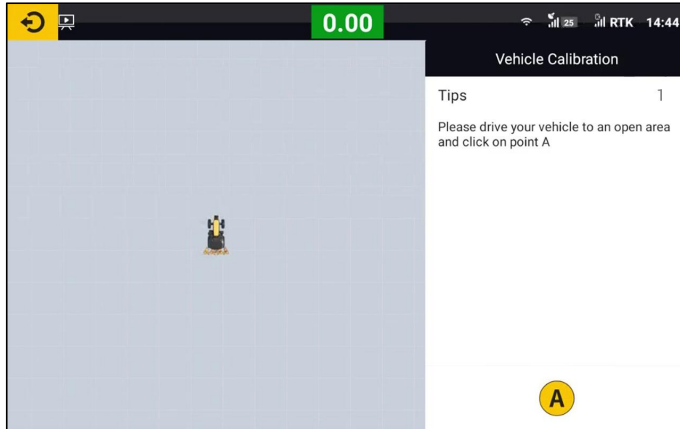 0.00
25
RTK 14:44
Vehicle Calibration
Tips 1
Please drive your vehicle to an open area
and click on point A
A